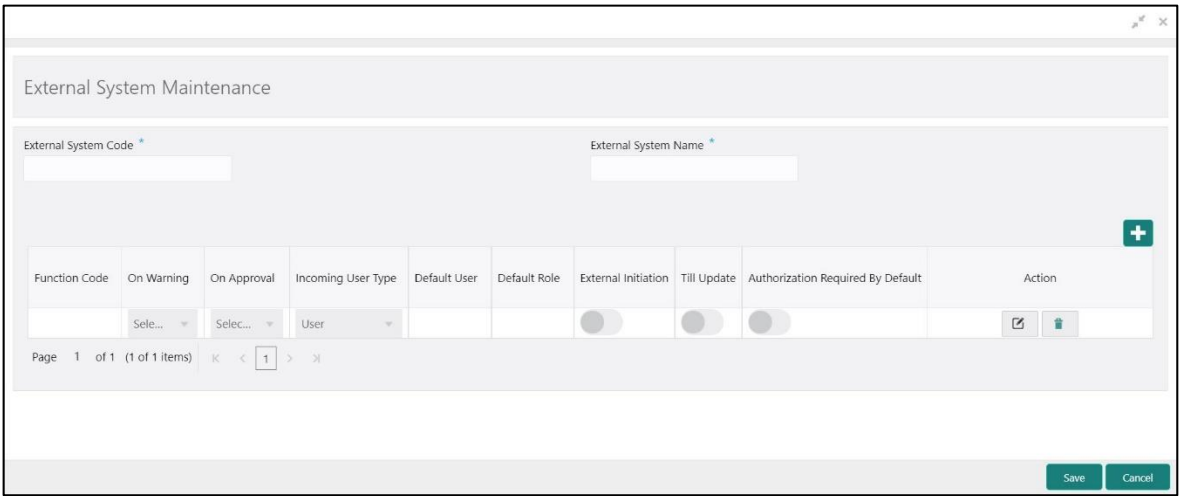 External System Maintenance
External System Code *
External System Name *
Function Code On Warning On Approval Incoming User Type Default User Default Role External Initiation Till Update Authorization Required By Default Action
Sele... Selec... User
Page 1 of 1 (1 of 1 items) 1
Save Cancel